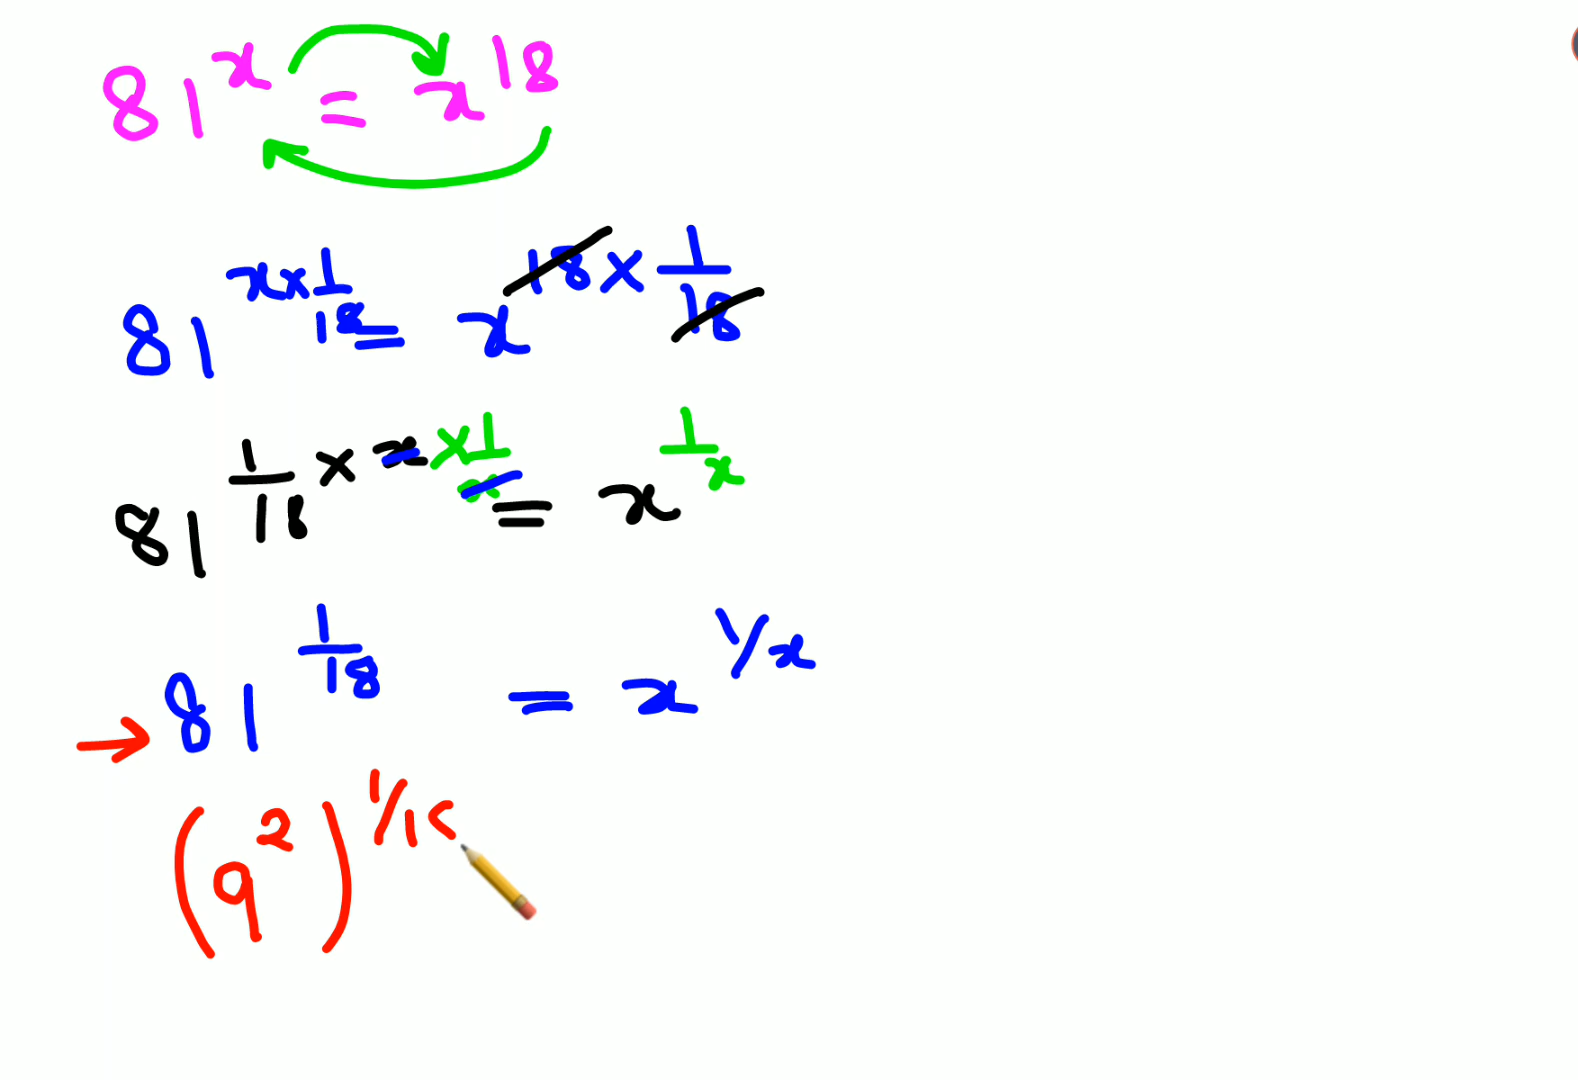 81^x = x^18
81^(x×1/18) = x^(18×1/18)
81^(1/18 × x ×1/x) = x^(1/x)
→ 81^(1/18) = x^(1/x)
(9^2)^(1/1